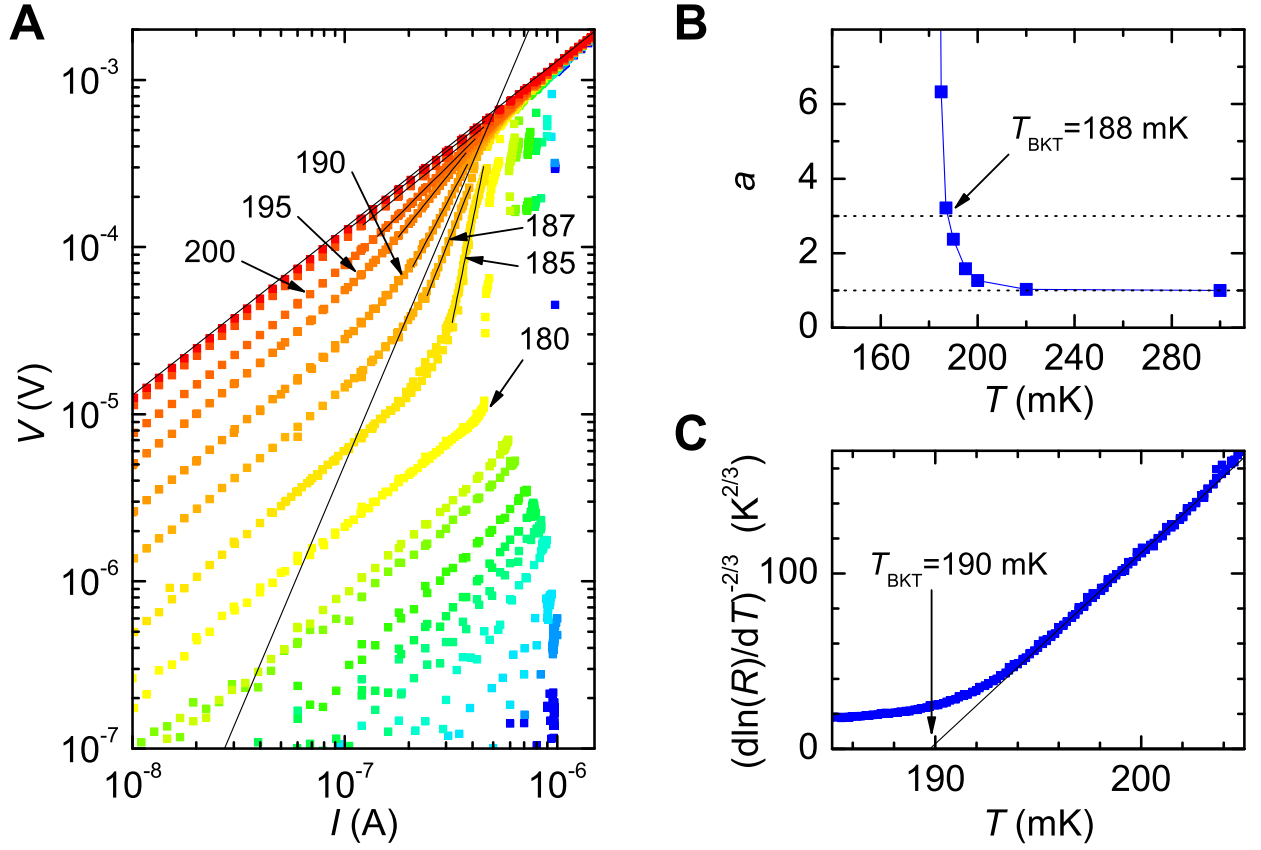 A
10⁻³
10⁻⁴
10⁻⁵
10⁻⁶
10⁻⁷
V (V)
190
195
200
187
185
180
10⁻⁸
10⁻⁷
10⁻⁶
I (A)
B
6
4
2
0
a
T_BKT=188 mK
160
200
240
280
T (mK)
C
100
0
(dln(R)/dT)^-2/3 (K^2/3)
T_BKT=190 mK
190
200
T (mK)